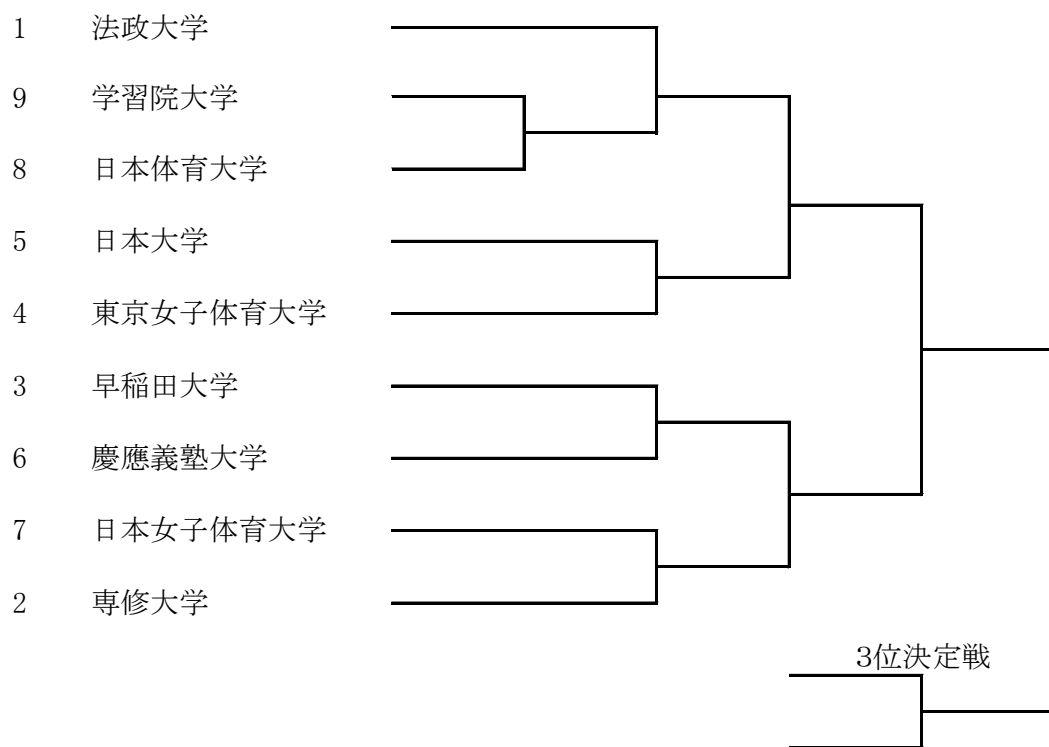 1 法政大学
9 学習院大学
8 日本体育大学
5 日本大学
4 東京女子体育大学
3 早稲田大学
6 慶應義塾大学
7 日本女子体育大学
2 専修大学
3位決定戦